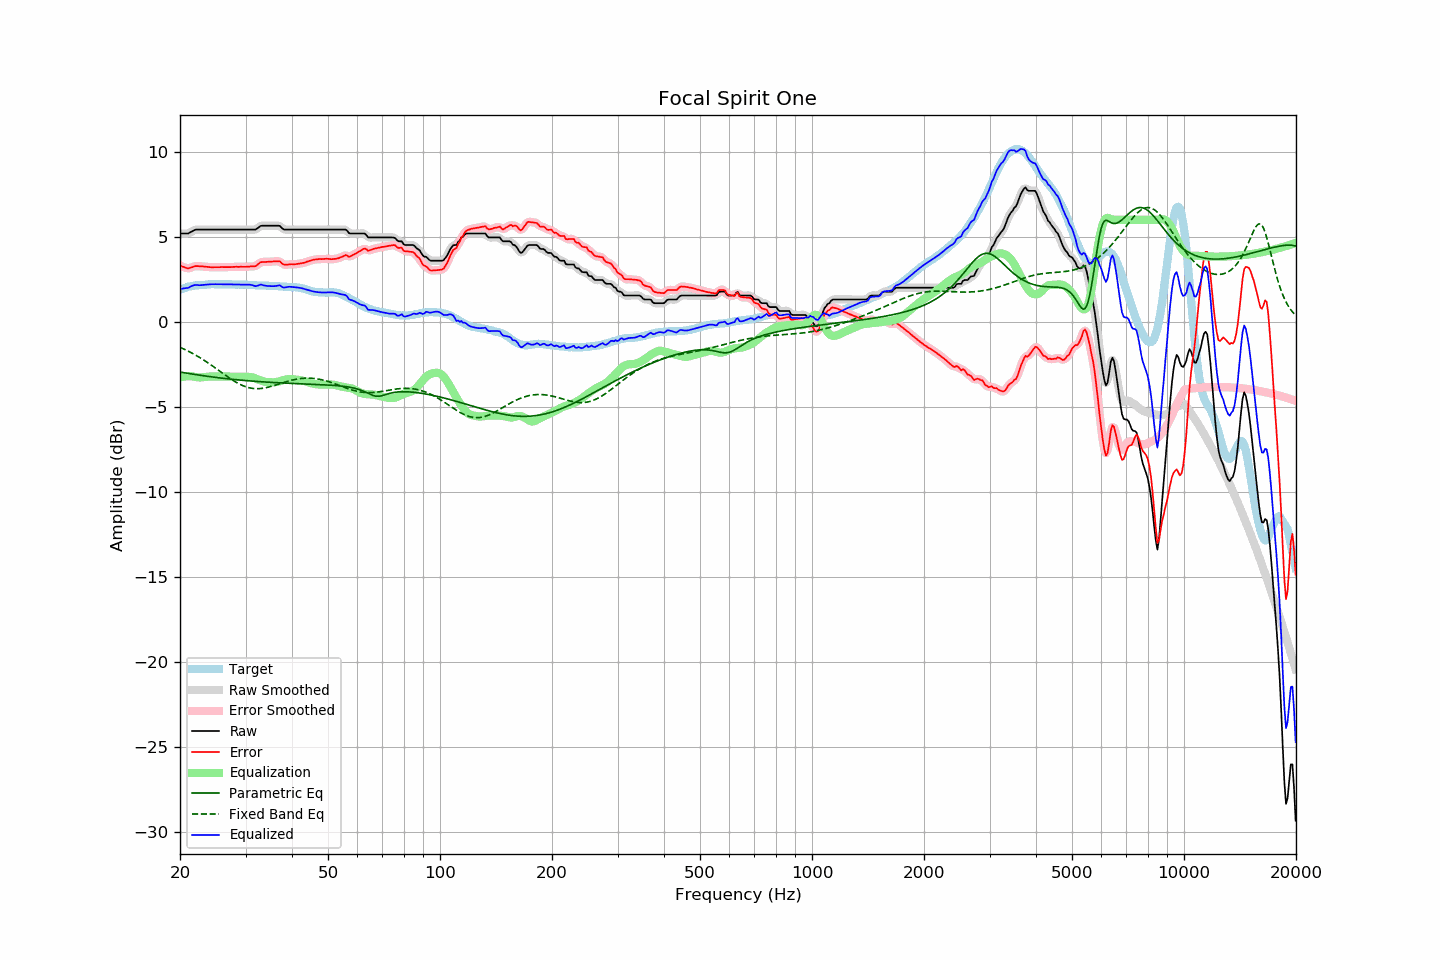 Focal Spirit One
Amplitude (dBr)
10
5
0
−5
−10
−15
−20
−25
−30
Target
Raw Smoothed
Error Smoothed
Raw
Error
Equalization
Parametric Eq
Fixed Band Eq
Equalized
20 50 100 200 500 1000 2000 5000 10000 20000
Frequency (Hz)